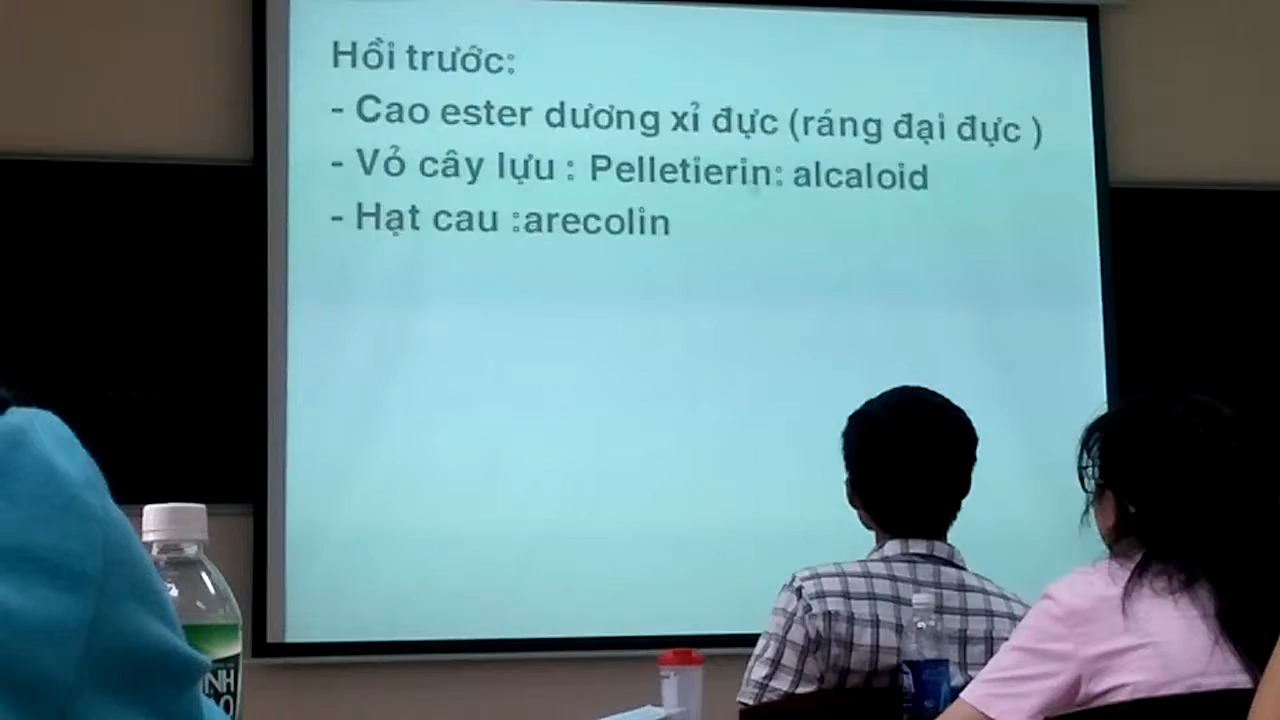 Hồi trước:
- Cao ester dương xỉ đực (ráng đại đực )
- Vỏ cây lựu : Pelletierin: alcaloid
- Hạt cau :arecolin